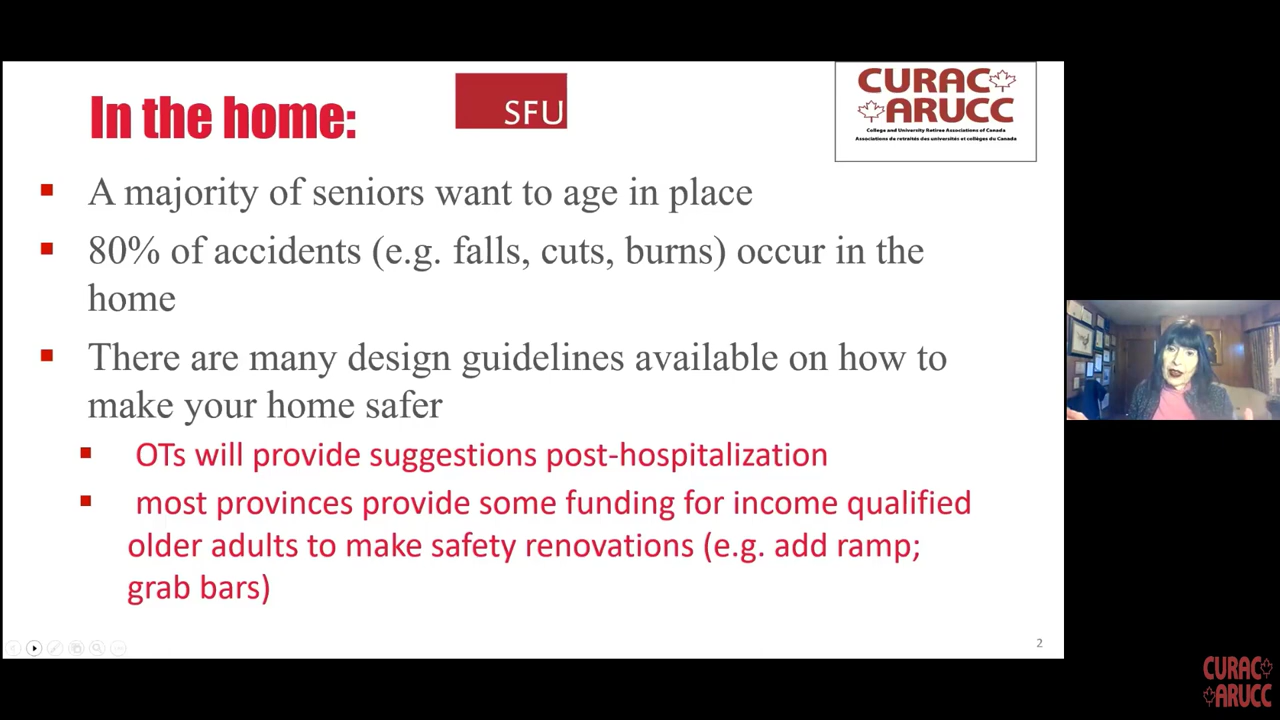 In the home:
SFU
CURAC
ARUCC
College and University Retiree Associations of Canada
Associations de retraités des universités et collèges du Canada
A majority of seniors want to age in place
80% of accidents (e.g. falls, cuts, burns) occur in the
home
There are many design guidelines available on how to
make your home safer
OTs will provide suggestions post-hospitalization
most provinces provide some funding for income qualified
older adults to make safety renovations (e.g. add ramp;
grab bars)
2
CURAC
ARUCC